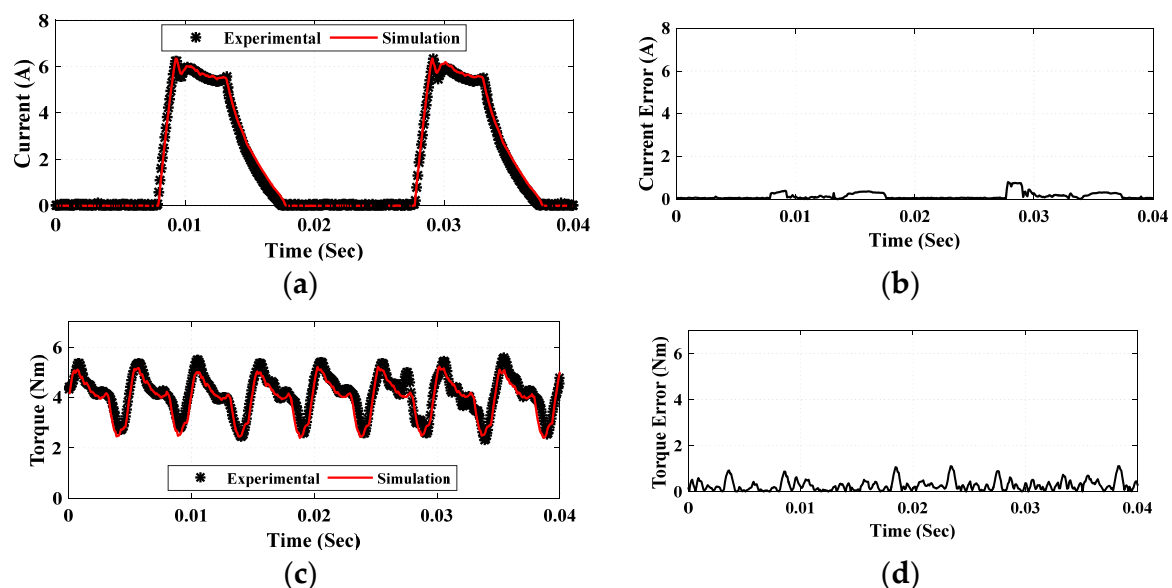 8
6
4
2
0
Current (A)
Experimental
Simulation
0
0.01
0.02
0.03
0.04
Time (Sec)
(a)
8
6
4
2
0
Current Error (A)
0
0.01
0.02
0.03
0.04
Time (Sec)
(b)
6
4
2
0
Torque (Nm)
Experimental
Simulation
0
0.01
0.02
0.03
0.04
Time (Sec)
(c)
6
4
2
0
Torque Error (Nm)
0
0.01
0.02
0.03
0.04
Time (Sec)
(d)